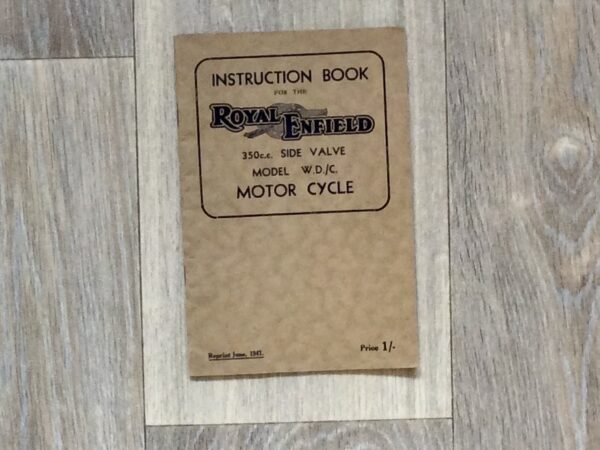 INSTRUCTION BOOK
FOR THE
ROYAL ENFIELD
350c.c. SIDE VALVE
MODEL W.D./C.
MOTOR CYCLE
Reprint June, 1941.
Price 1/-